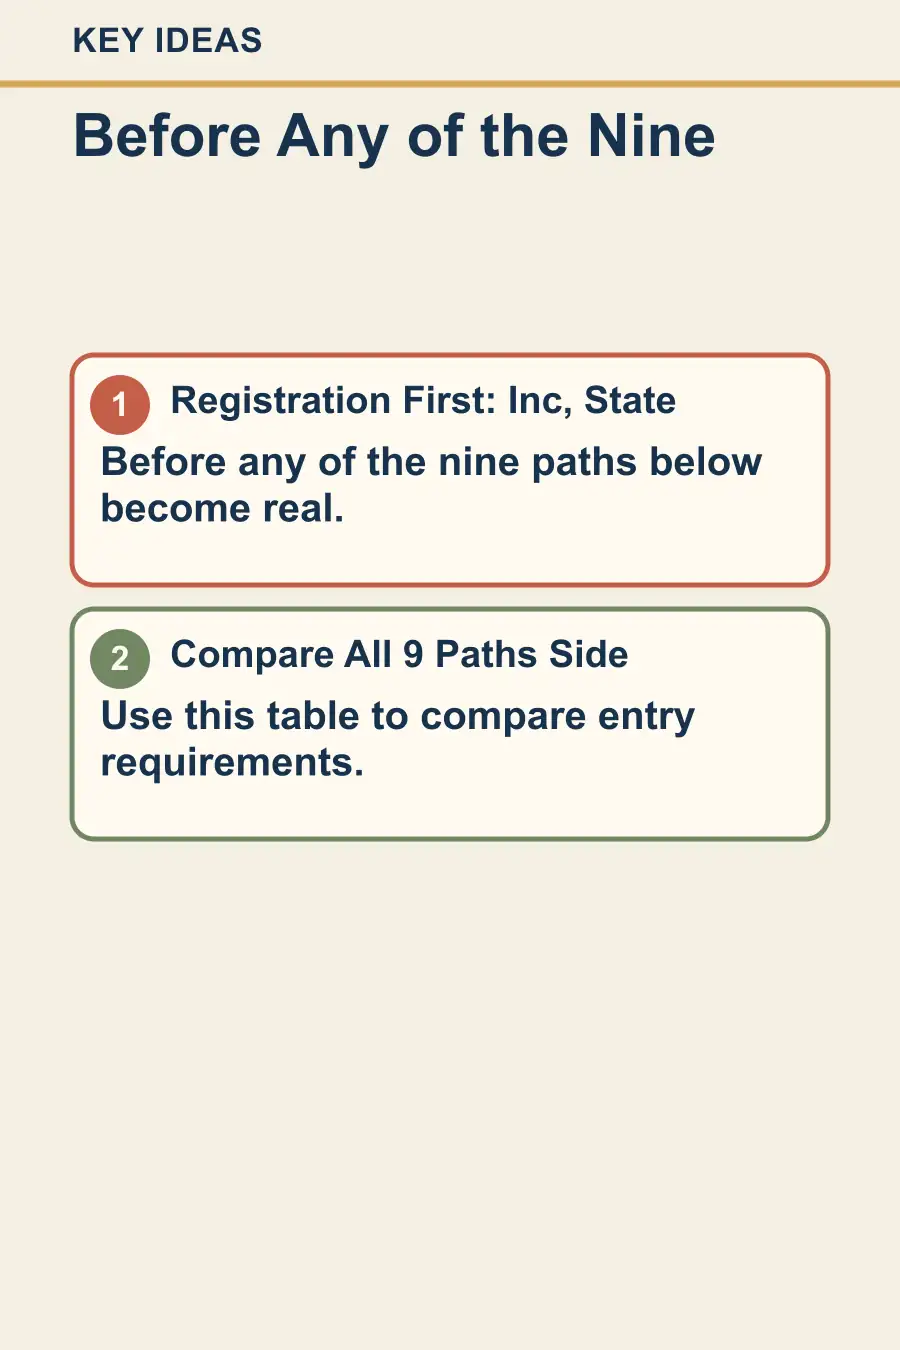 KEY IDEAS
Before Any of the Nine
1 Registration First: Inc, State
Before any of the nine paths below
become real.
2 Compare All 9 Paths Side
Use this table to compare entry
requirements.